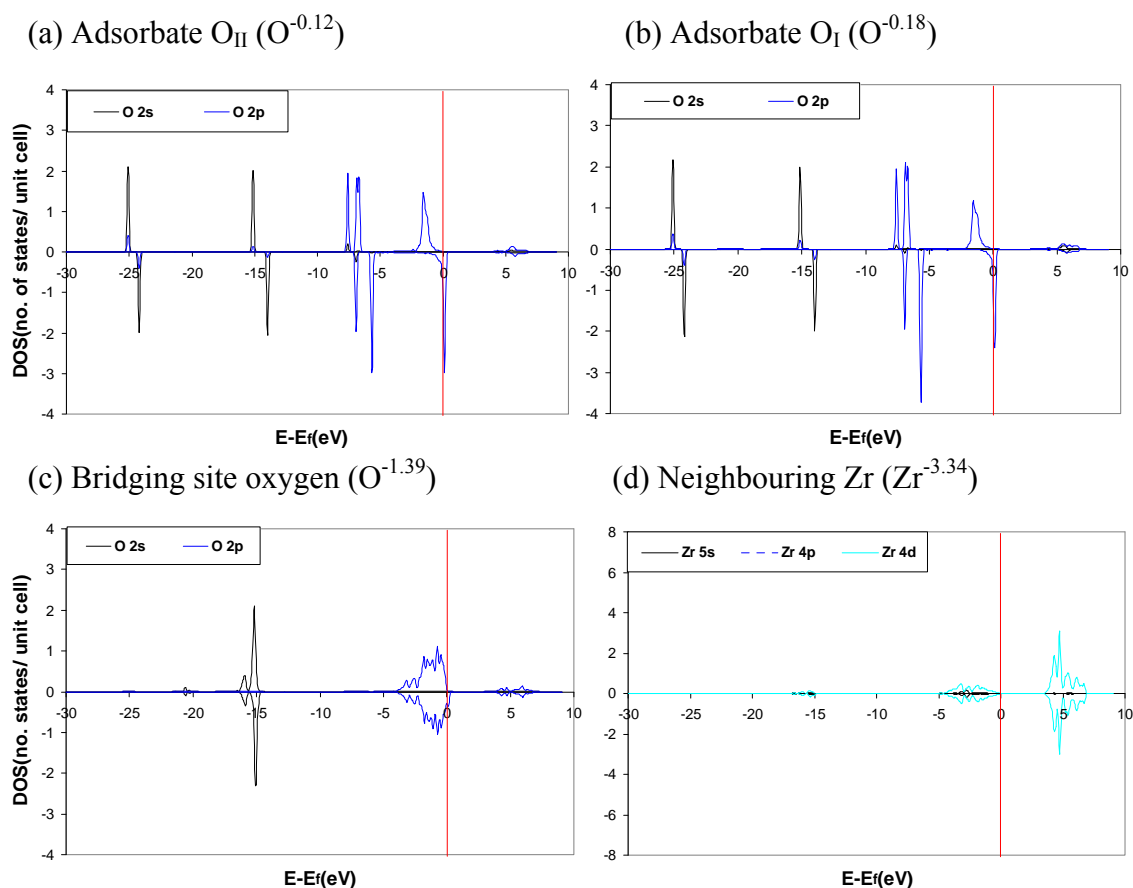 (a) Adsorbate O_II (O^-0.12)
O 2s O 2p
4
3
2
1
0
-1
-2
-3
-4
-30 -25 -20 -15 -10 -5 0 5 10
DOS(no. of states/ unit cell)
E-Ef(eV)
(b) Adsorbate O_I (O^-0.18)
O 2s O 2p
4
3
2
1
0
-1
-2
-3
-4
-30 -25 -20 -15 -10 -5 0 5 10
E-Ef(eV)
(c) Bridging site oxygen (O^-1.39)
O 2s O 2p
4
3
2
1
0
-1
-2
-3
-4
-30 -25 -20 -15 -10 -5 0 5 10
DOS(no. states/ unit cell)
E-Ef(eV)
(d) Neighbouring Zr (Zr^-3.34)
Zr 5s Zr 4p Zr 4d
8
6
4
2
0
-2
-4
-6
-8
-30 -25 -20 -15 -10 -5 0 5 10
E-Ef(eV)